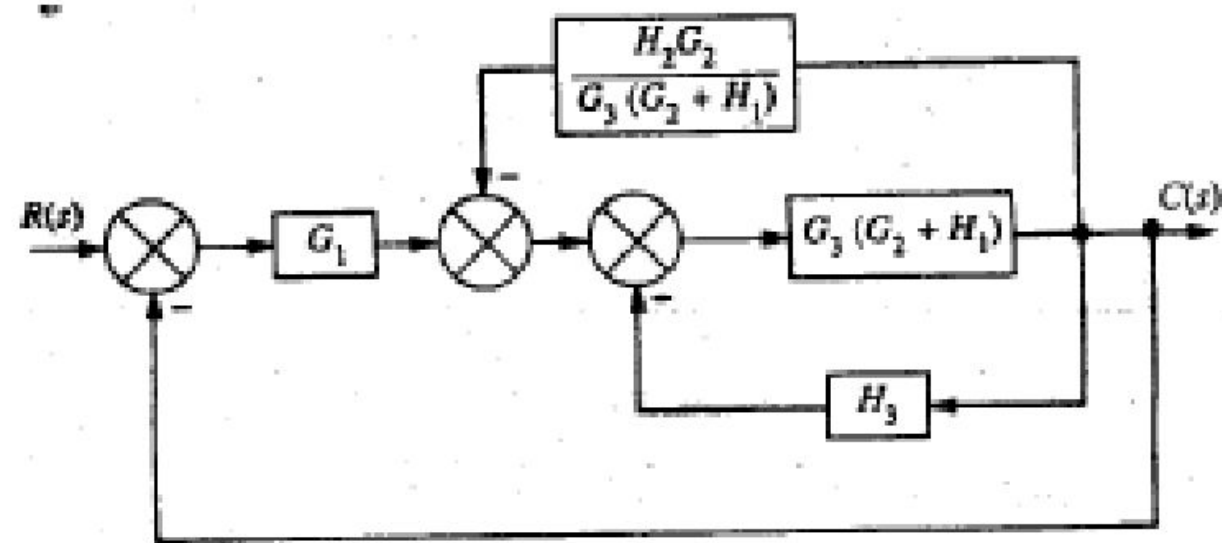 H₂G₂
G₃ (G₂ + H₁)
R(s)
G₁
−
−
G₃ (G₂ + H₁)
C(s)
−
H₃
−